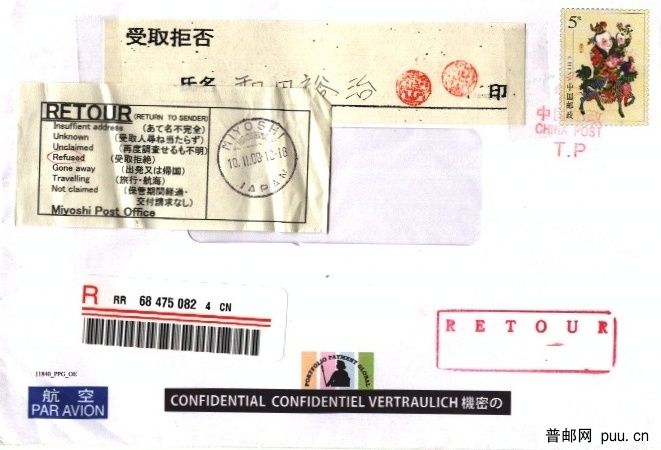 受取拒否
氏名 和田裕治 印
5元
中国邮政
中国
CHINA POST
T.P
RETOUR (RETURN TO SENDER)
Insuffient address (あて名不完全)
Unknown (受取人尋ね当たらず)
Unclaimed (再度調査せるも不明)
Refused (受取拒絶)
Gone away (出発又は帰国)
Travelling (旅行・航海)
Not claimed (保管期間経過・
交付請求なし)
Miyoshi Post Office
MIYOSHI
10.11.00 12-18
JAPAN
R RR 68 475 082 4 CN
RETOUR
11840_PPG_OE
航空
PAR AVION
PORTFOLIO PAYMENT GLOBAL
CONFIDENTIAL CONFIDENTIEL VERTRAULICH 機密の
普邮网 puu.cn